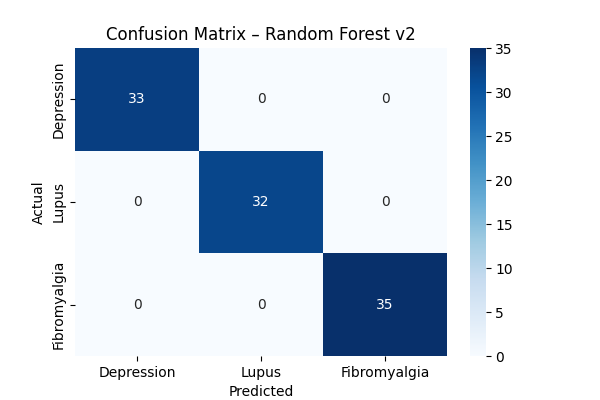 Confusion Matrix – Random Forest v2
Actual
Depression
33 0 0
Lupus
0 32 0
Fibromyalgia
0 0 35
Depression Lupus Fibromyalgia
Predicted
35
30
25
20
15
10
5
0